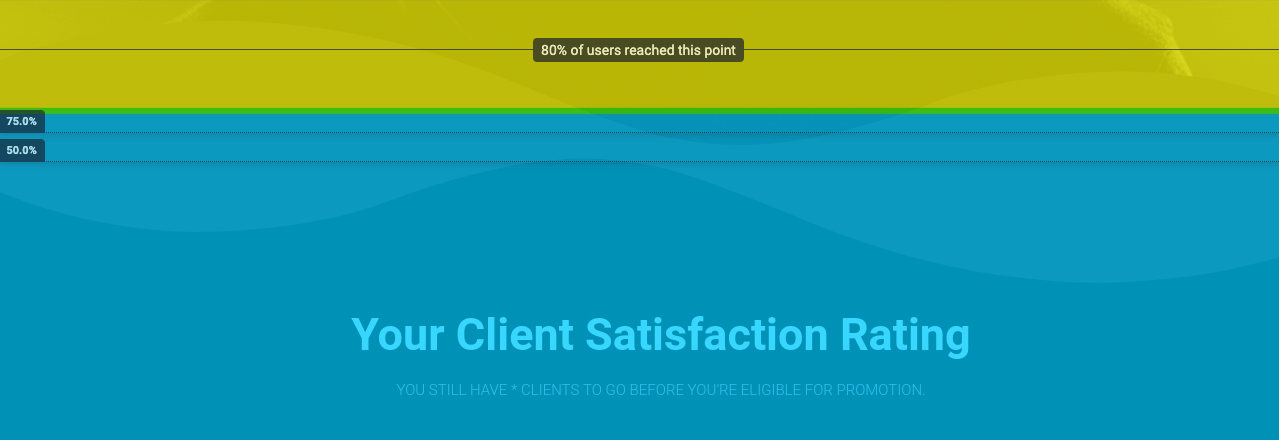 80% of users reached this point
75.0%
50.0%
Your Client Satisfaction Rating
YOU STILL HAVE * CLIENTS TO GO BEFORE YOU'RE ELIGIBLE FOR PROMOTION.